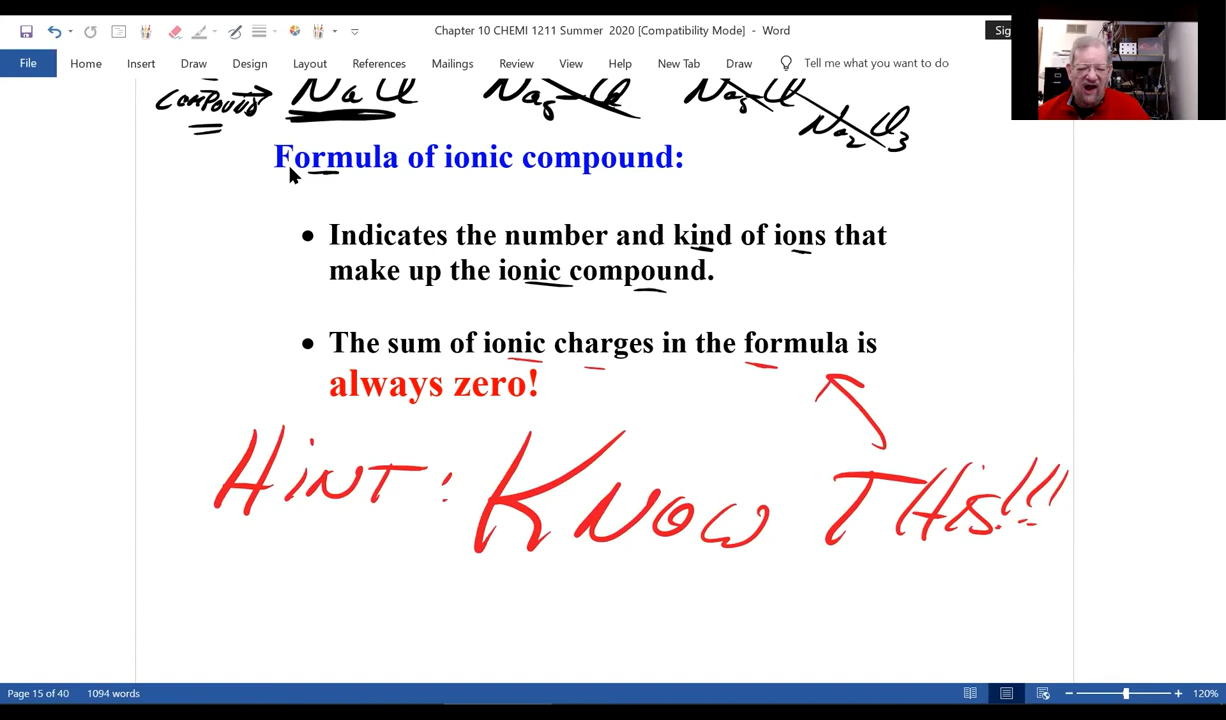 Chapter 10 CHEMI 1211 Summer 2020 [Compatibility Mode] - Word
Sig
File Home Insert Draw Design Layout References Mailings Review View Help New Tab Draw Tell me what you want to do
COMPOUND NaCl
Na2 Cl3
Formula of ionic compound:
• Indicates the number and kind of ions that
make up the ionic compound.
• The sum of ionic charges in the formula is
always zero!
HINT: KNOW THIS!!!
Page 15 of 40 1094 words 120%